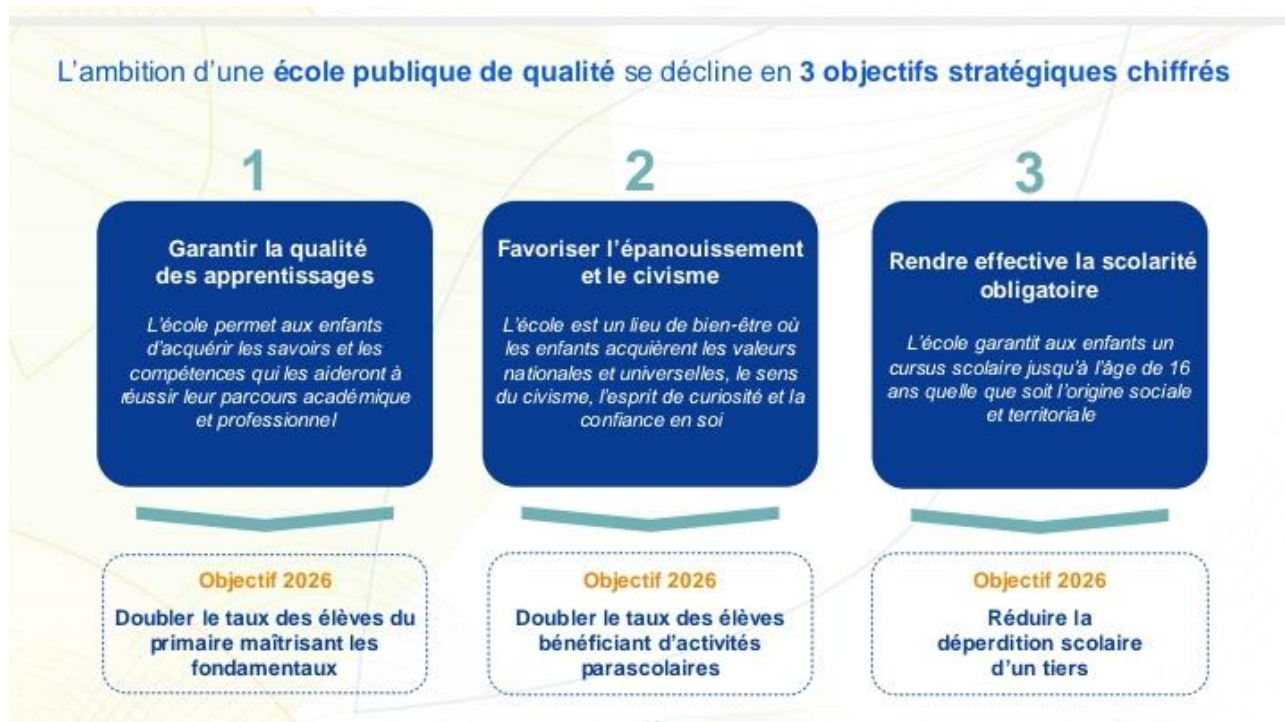 L'ambition d'une école publique de qualité se décline en 3 objectifs stratégiques chiffrés
1
Garantir la qualité
des apprentissages
L'école permet aux enfants
d'acquérir les savoirs et les
compétences qui les aideront à
réussir leur parcours académique
et professionnel
Objectif 2026
Doubler le taux des élèves du
primaire maîtrisant les
fondamentaux
2
Favoriser l'épanouissement
et le civisme
L'école est un lieu de bien-être où
les enfants acquièrent les valeurs
nationales et universelles, le sens
du civisme, l'esprit de curiosité et la
confiance en soi
Objectif 2026
Doubler le taux des élèves
bénéficiant d'activités
parascolaires
3
Rendre effective la scolarité
obligatoire
L'école garantit aux enfants un
cursus scolaire jusqu'à l'âge de 16
ans quelle que soit l'origine sociale
et territoriale
Objectif 2026
Réduire la
déperdition scolaire
d'un tiers